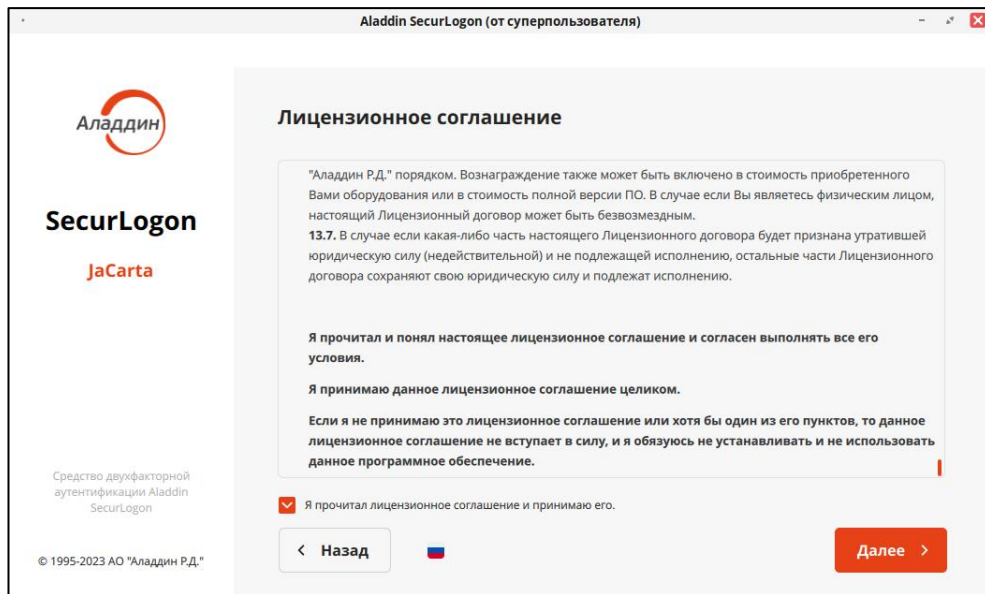 Aladdin SecurLogon (от суперпользователя)
Аладдин
SecurLogon
JaCarta
Средство двухфакторной
аутентификации Aladdin
SecurLogon
© 1995-2023 АО "Аладдин Р.Д."
Лицензионное соглашение
"Аладдин Р.Д." порядком. Вознаграждение также может быть включено в стоимость приобретенного
Вами оборудования или в стоимость полной версии ПО. В случае если Вы являетесь физическим лицом,
настоящий Лицензионный договор может быть безвозмездным.
13.7. В случае если какая-либо часть настоящего Лицензионного договора будет признана утратившей
юридическую силу (недействительной) и не подлежащей исполнению, остальные части Лицензионного
договора сохраняют свою юридическую силу и подлежат исполнению.
Я прочитал и понял настоящее лицензионное соглашение и согласен выполнять все его
условия.
Я принимаю данное лицензионное соглашение целиком.
Если я не принимаю это лицензионное соглашение или хотя бы один из его пунктов, то данное
лицензионное соглашение не вступает в силу, и я обязуюсь не устанавливать и не использовать
данное программное обеспечение.
Я прочитал лицензионное соглашение и принимаю его.
Назад
Далее